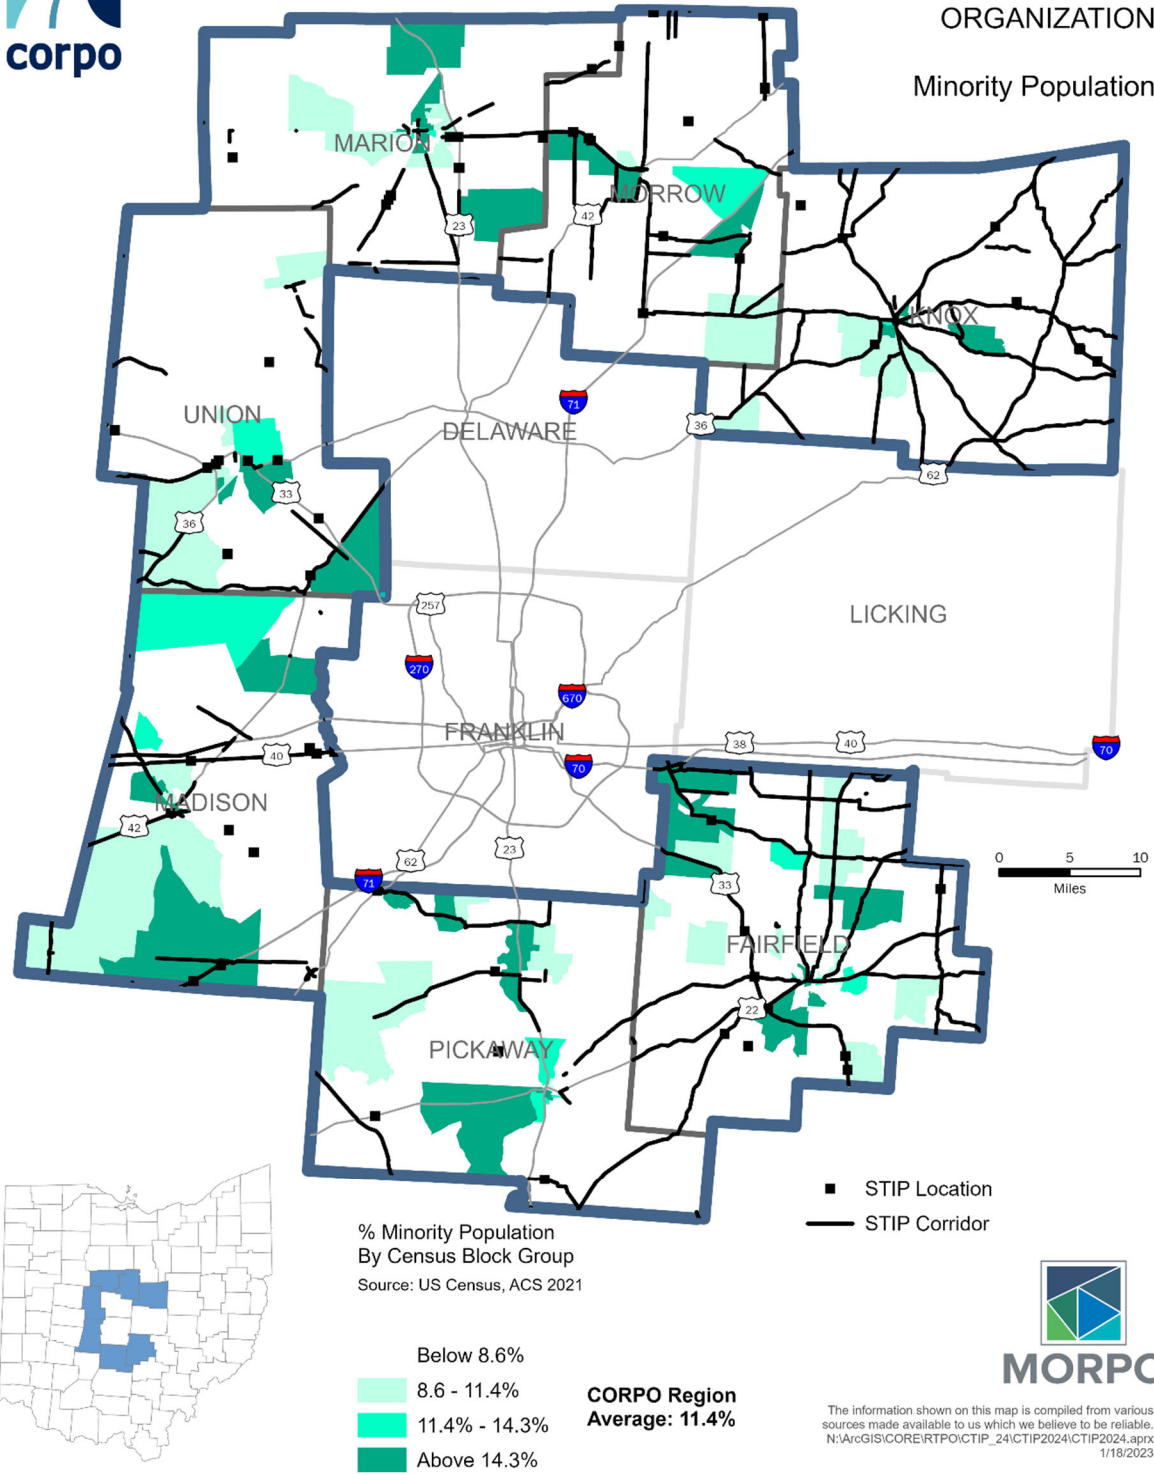 corpo
ORGANIZATION
Minority Population
MARION
MORROW
23
42
KNOX
UNION
71
DELAWARE
36
62
33
36
257
LICKING
270
670
FRANKLIN
38
40
70
40
70
MADISON
42
23
62
71
33
0 5 10
Miles
FAIRFIELD
22
PICKAWAY
STIP Location
STIP Corridor
% Minority Population
By Census Block Group
Source: US Census, ACS 2021
Below 8.6%
8.6 - 11.4%
11.4% - 14.3%
Above 14.3%
CORPO Region
Average: 11.4%
MORPC
The information shown on this map is compiled from various
sources made available to us which we believe to be reliable.
N:\ArcGIS\CORE\RTPO\CTIP_24\CTIP2024\CTIP2024.aprx
1/18/2023